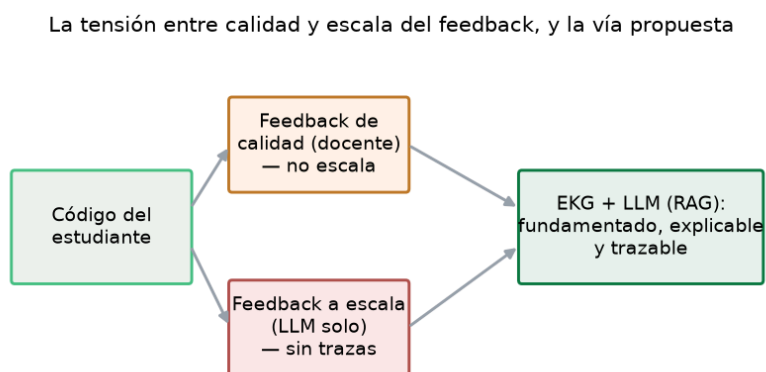 La tensión entre calidad y escala del feedback, y la vía propuesta
Feedback de
calidad (docente)
— no escala
Código del
estudiante
EKG + LLM (RAG):
fundamentado, explicable
y trazable
Feedback a escala
(LLM solo)
— sin trazas